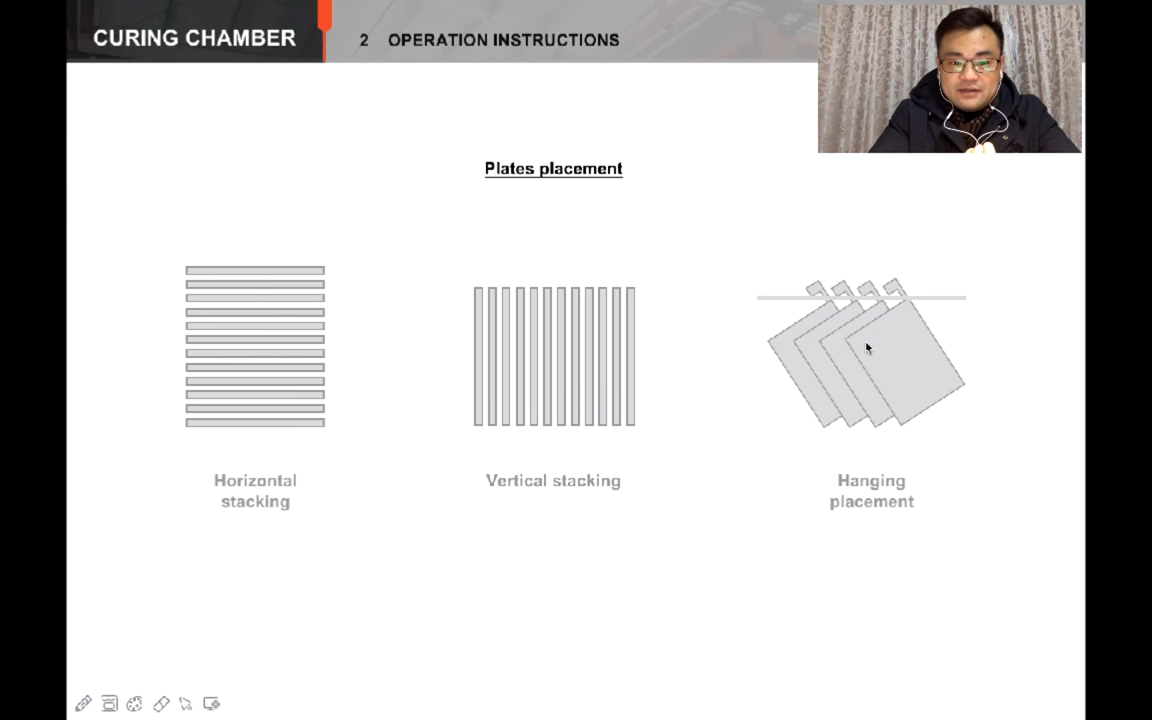 CURING CHAMBER
2 OPERATION INSTRUCTIONS
Plates placement
Horizontal
stacking
Vertical stacking
Hanging
placement